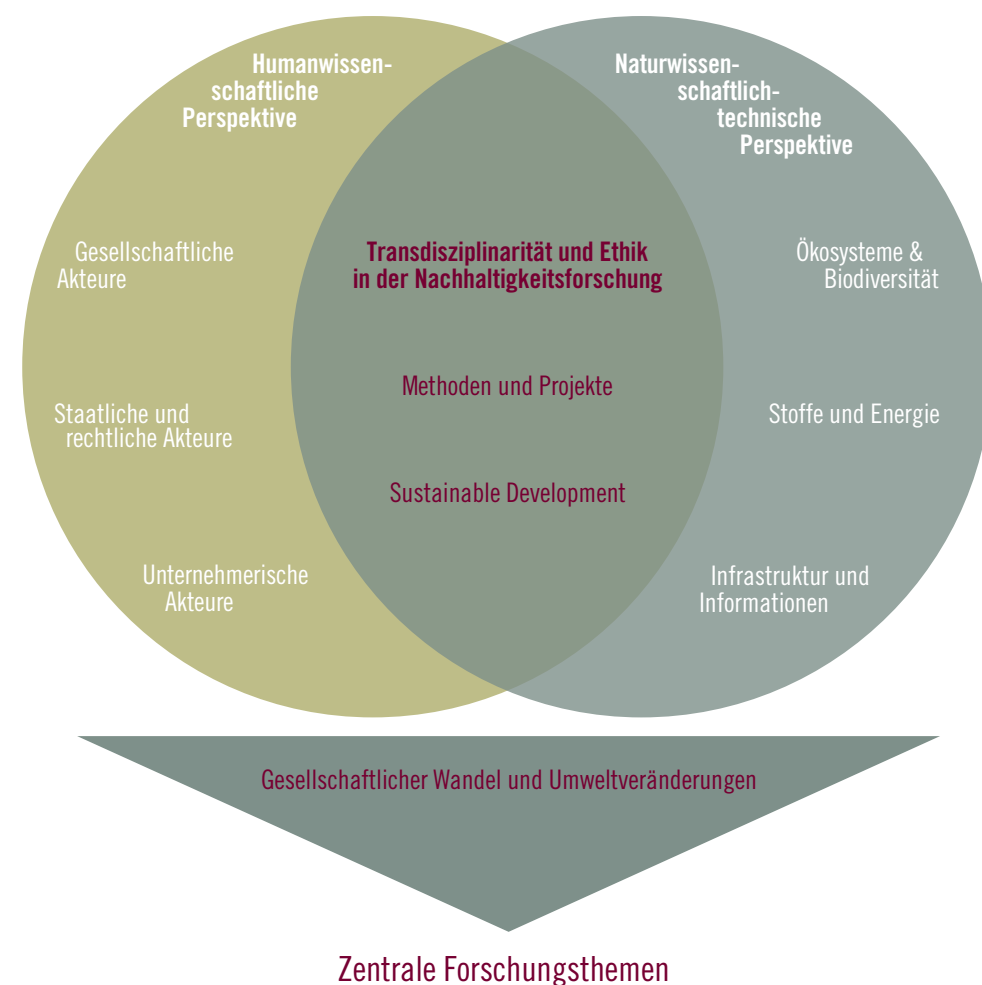 Humanwissen-
schaftliche
Perspektive
Naturwissen-
schaftlich-
technische
Perspektive
Gesellschaftliche
Akteure
Transdisziplinarität und Ethik
in der Nachhaltigkeitsforschung
Ökosysteme &
Biodiversität
Methoden und Projekte
Staatliche und
rechtliche Akteure
Stoffe und Energie
Sustainable Development
Unternehmerische
Akteure
Infrastruktur und
Informationen
Gesellschaftlicher Wandel und Umweltveränderungen
Zentrale Forschungsthemen